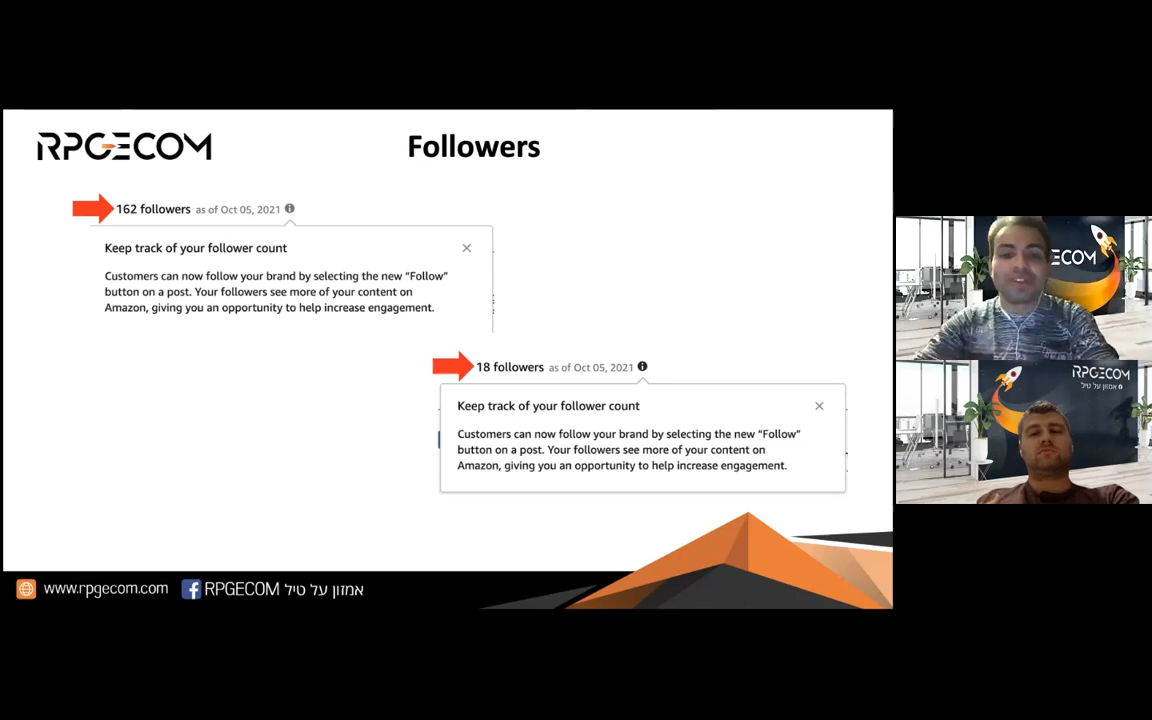 RPGECOM
Followers
162 followers as of Oct 05, 2021
Keep track of your follower count
Customers can now follow your brand by selecting the new “Follow”
button on a post. Your followers see more of your content on
Amazon, giving you an opportunity to help increase engagement.
18 followers as of Oct 05, 2021
Keep track of your follower count
Customers can now follow your brand by selecting the new “Follow”
button on a post. Your followers see more of your content on
Amazon, giving you an opportunity to help increase engagement.
www.rpgecom.com RPGECOM אמזון על טיל
ECOM
RPGECOM
אמזון על טיל